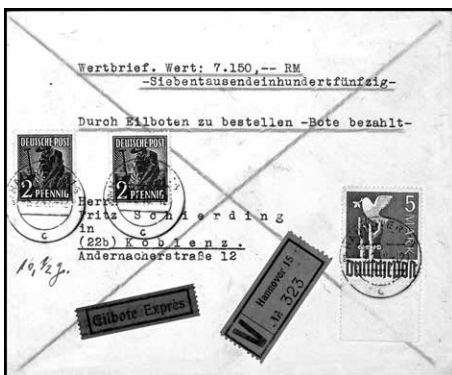 Wertbrief. Wert: 7.150,-- RM
-Siebentausendeinhundertfünfzig-
Durch Eilboten zu bestellen -Bote bezahlt-
DEUTSCHE POST
2 PFENNIG
DEUTSCHE POST
2 PFENNIG
Herrn
Fritz Schierding
in
(22b) Koblenz.
Andernacherstraße 12
5 MARK
deutsche post
Eilbote Exprès
V
Hannover 15
№ 323